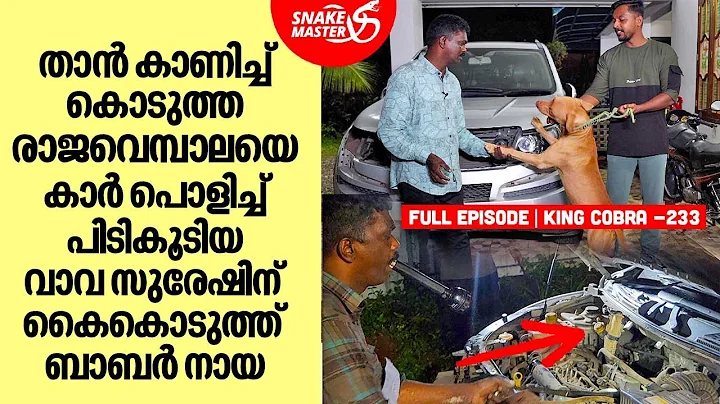 SNAKE
MASTER
താൻ കാണിച്ച്
കൊടുത്ത
രാജവെമ്പാലയെ
കാർ പൊളിച്ച്
പിടികൂടിയ
വാവ സുരേഷിന്
കൈകൊടുത്ത്
ബാബർ നായ
FULL EPISODE | KING COBRA -233